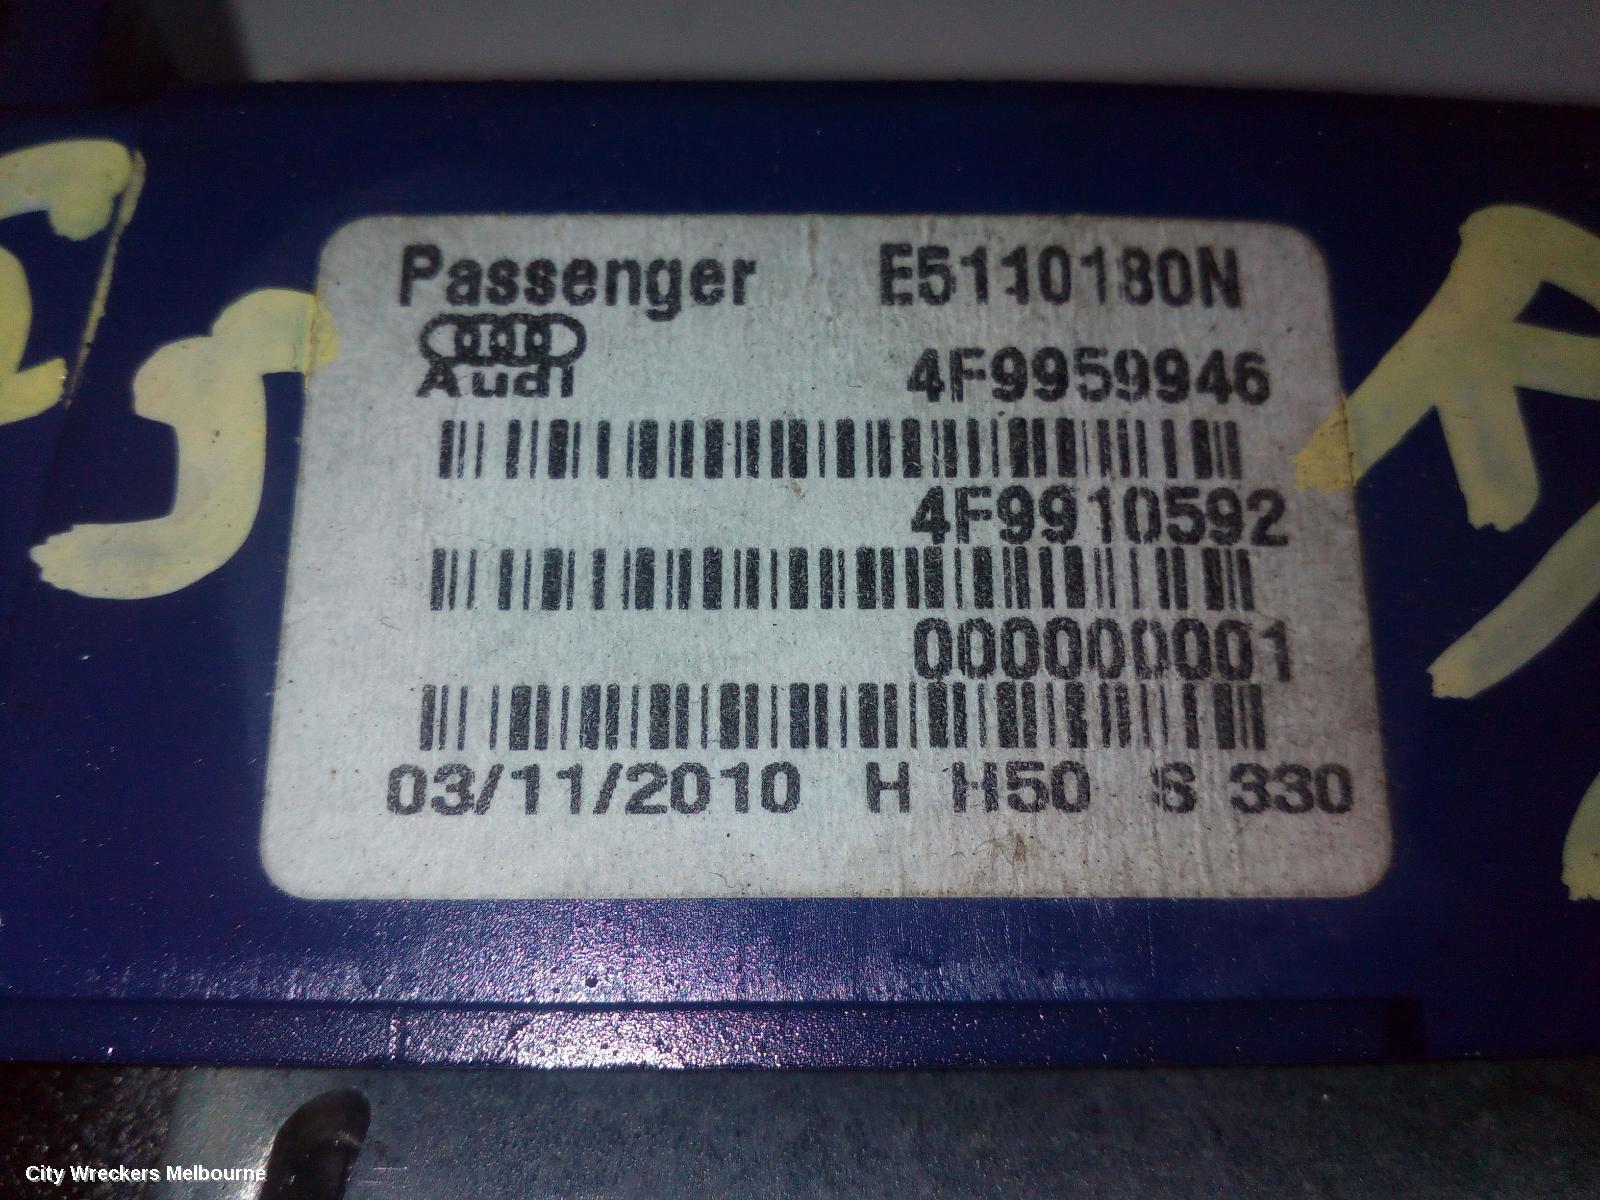 Passenger E5110180N
Audi
4F9959946
4F9910592
000000001
03/11/2010 H H50 S 330
City Wreckers Melbourne